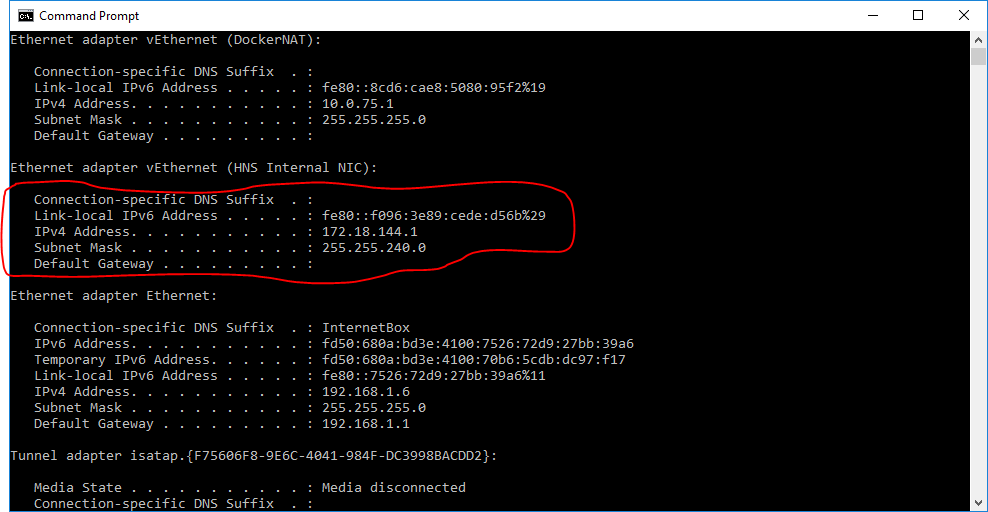 Command Prompt
Ethernet adapter vEthernet (DockerNAT):
Connection-specific DNS Suffix  . :
Link-local IPv6 Address . . . . . : fe80::8cd6:cae8:5080:95f2%19
IPv4 Address. . . . . . . . . . . : 10.0.75.1
Subnet Mask . . . . . . . . . . . : 255.255.255.0
Default Gateway . . . . . . . . . :
Ethernet adapter vEthernet (HNS Internal NIC):
Connection-specific DNS Suffix  . :
Link-local IPv6 Address . . . . . : fe80::f096:3e89:cede:d56b%29
IPv4 Address. . . . . . . . . . . : 172.18.144.1
Subnet Mask . . . . . . . . . . . : 255.255.240.0
Default Gateway . . . . . . . . . :
Ethernet adapter Ethernet:
Connection-specific DNS Suffix  . : InternetBox
IPv6 Address. . . . . . . . . . . : fd50:680a:bd3e:4100:7526:72d9:27bb:39a6
Temporary IPv6 Address. . . . . . : fd50:680a:bd3e:4100:70b6:5cdb:dc97:f17
Link-local IPv6 Address . . . . . : fe80::7526:72d9:27bb:39a6%11
IPv4 Address. . . . . . . . . . . : 192.168.1.6
Subnet Mask . . . . . . . . . . . : 255.255.255.0
Default Gateway . . . . . . . . . : 192.168.1.1
Tunnel adapter isatap.{F75606F8-9E6C-4041-984F-DC3998BACDD2}:
Media State . . . . . . . . . . . : Media disconnected
Connection-specific DNS Suffix  . :